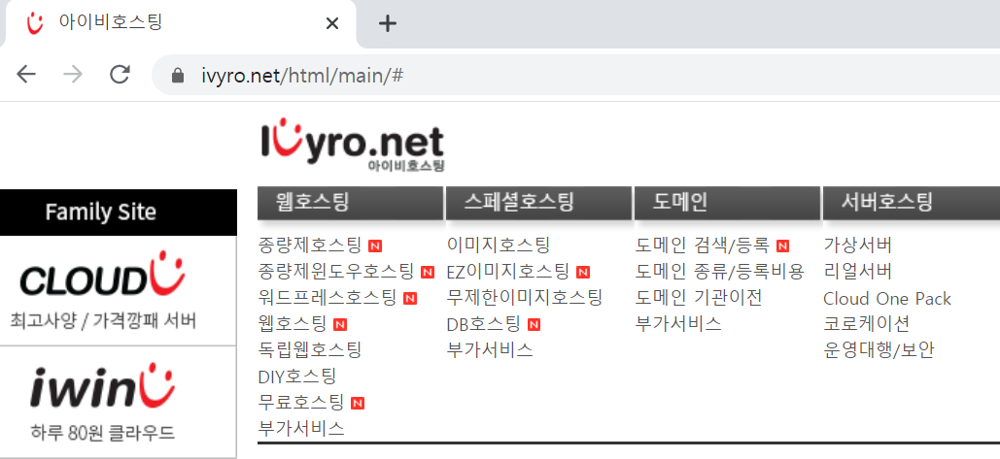 아이비호스팅
ivyro.net/html/main/#
Ivyro.net
아이비호스팅
Family Site
CLOUDU
최고사양 / 가격깡패 서버
iwinU
하루 80원 클라우드
웹호스팅
종량제호스팅 N
종량제윈도우호스팅 N
워드프레스호스팅 N
웹호스팅 N
독립웹호스팅
DIY호스팅
무료호스팅 N
부가서비스
스페셜호스팅
이미지호스팅
EZ이미지호스팅 N
무제한이미지호스팅
DB호스팅 N
부가서비스
도메인
도메인 검색/등록 N
도메인 종류/등록비용
도메인 기관이전
부가서비스
서버호스팅
가상서버
리얼서버
Cloud One Pack
코로케이션
운영대행/보안